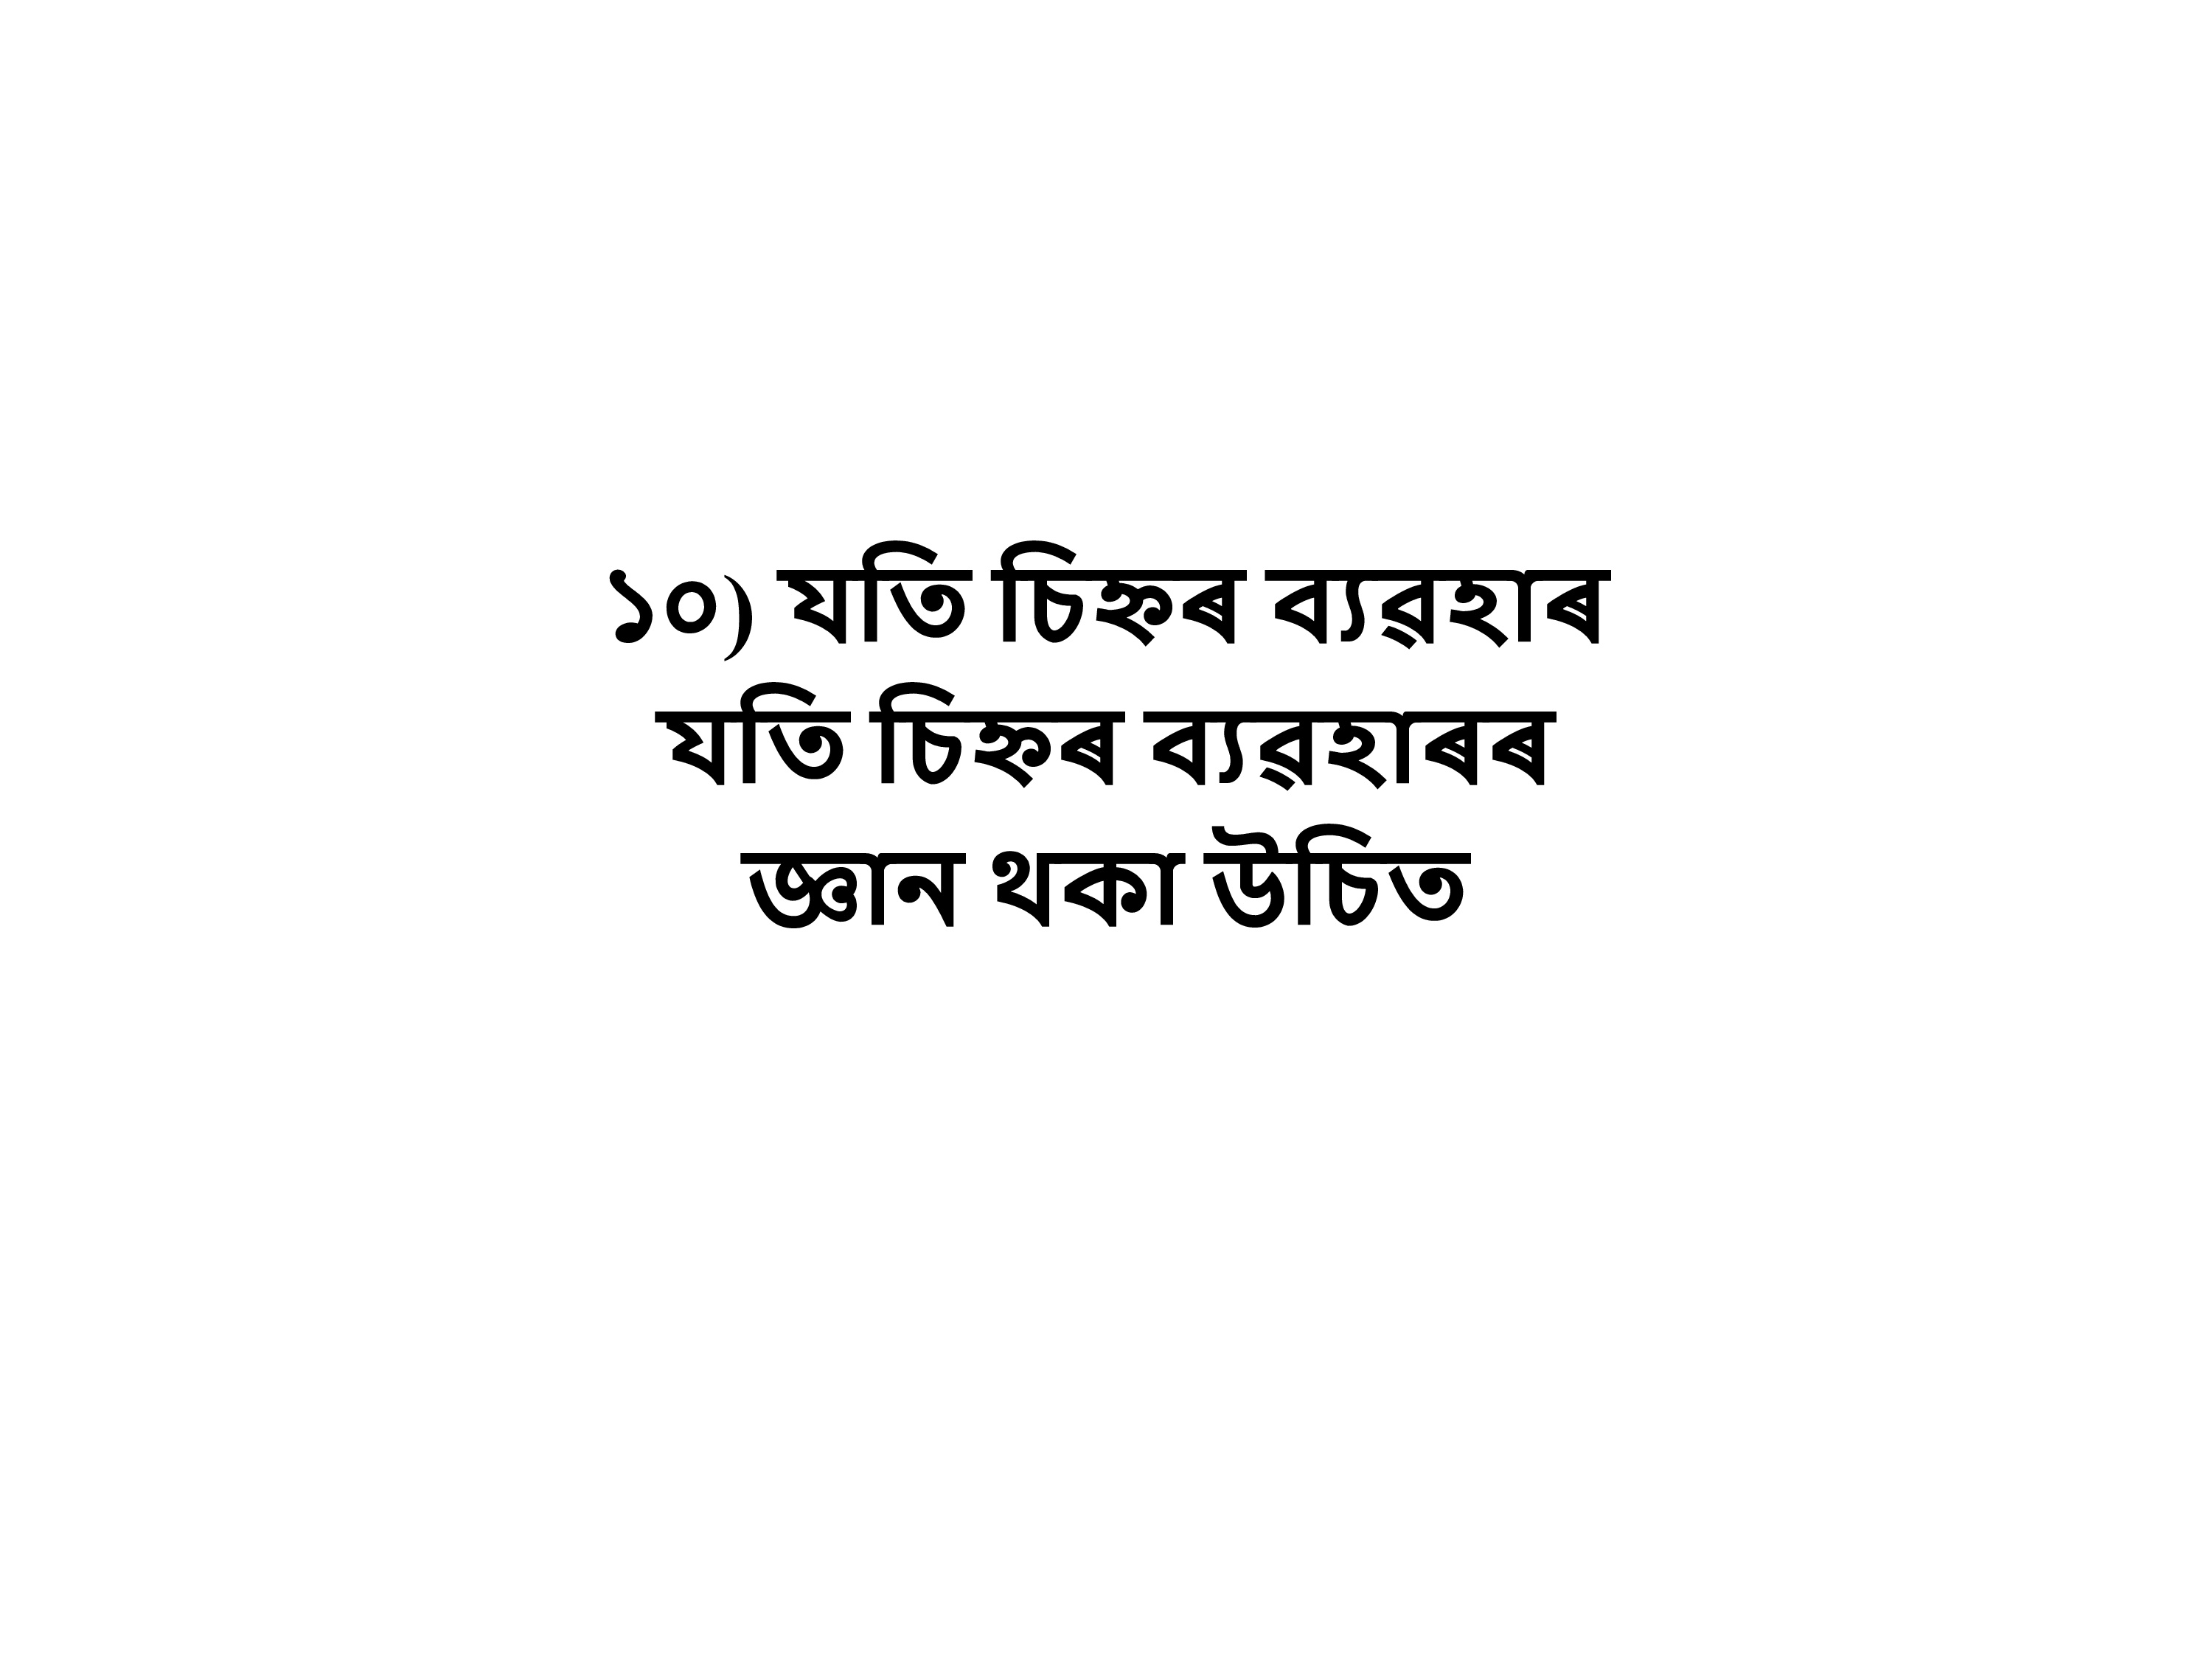 ১০) যতি চিহ্নৰ ব্যৱহাৰ
যতি চিহ্নৰ ব্যৱহাৰৰ
জ্ঞান থকা উচিত